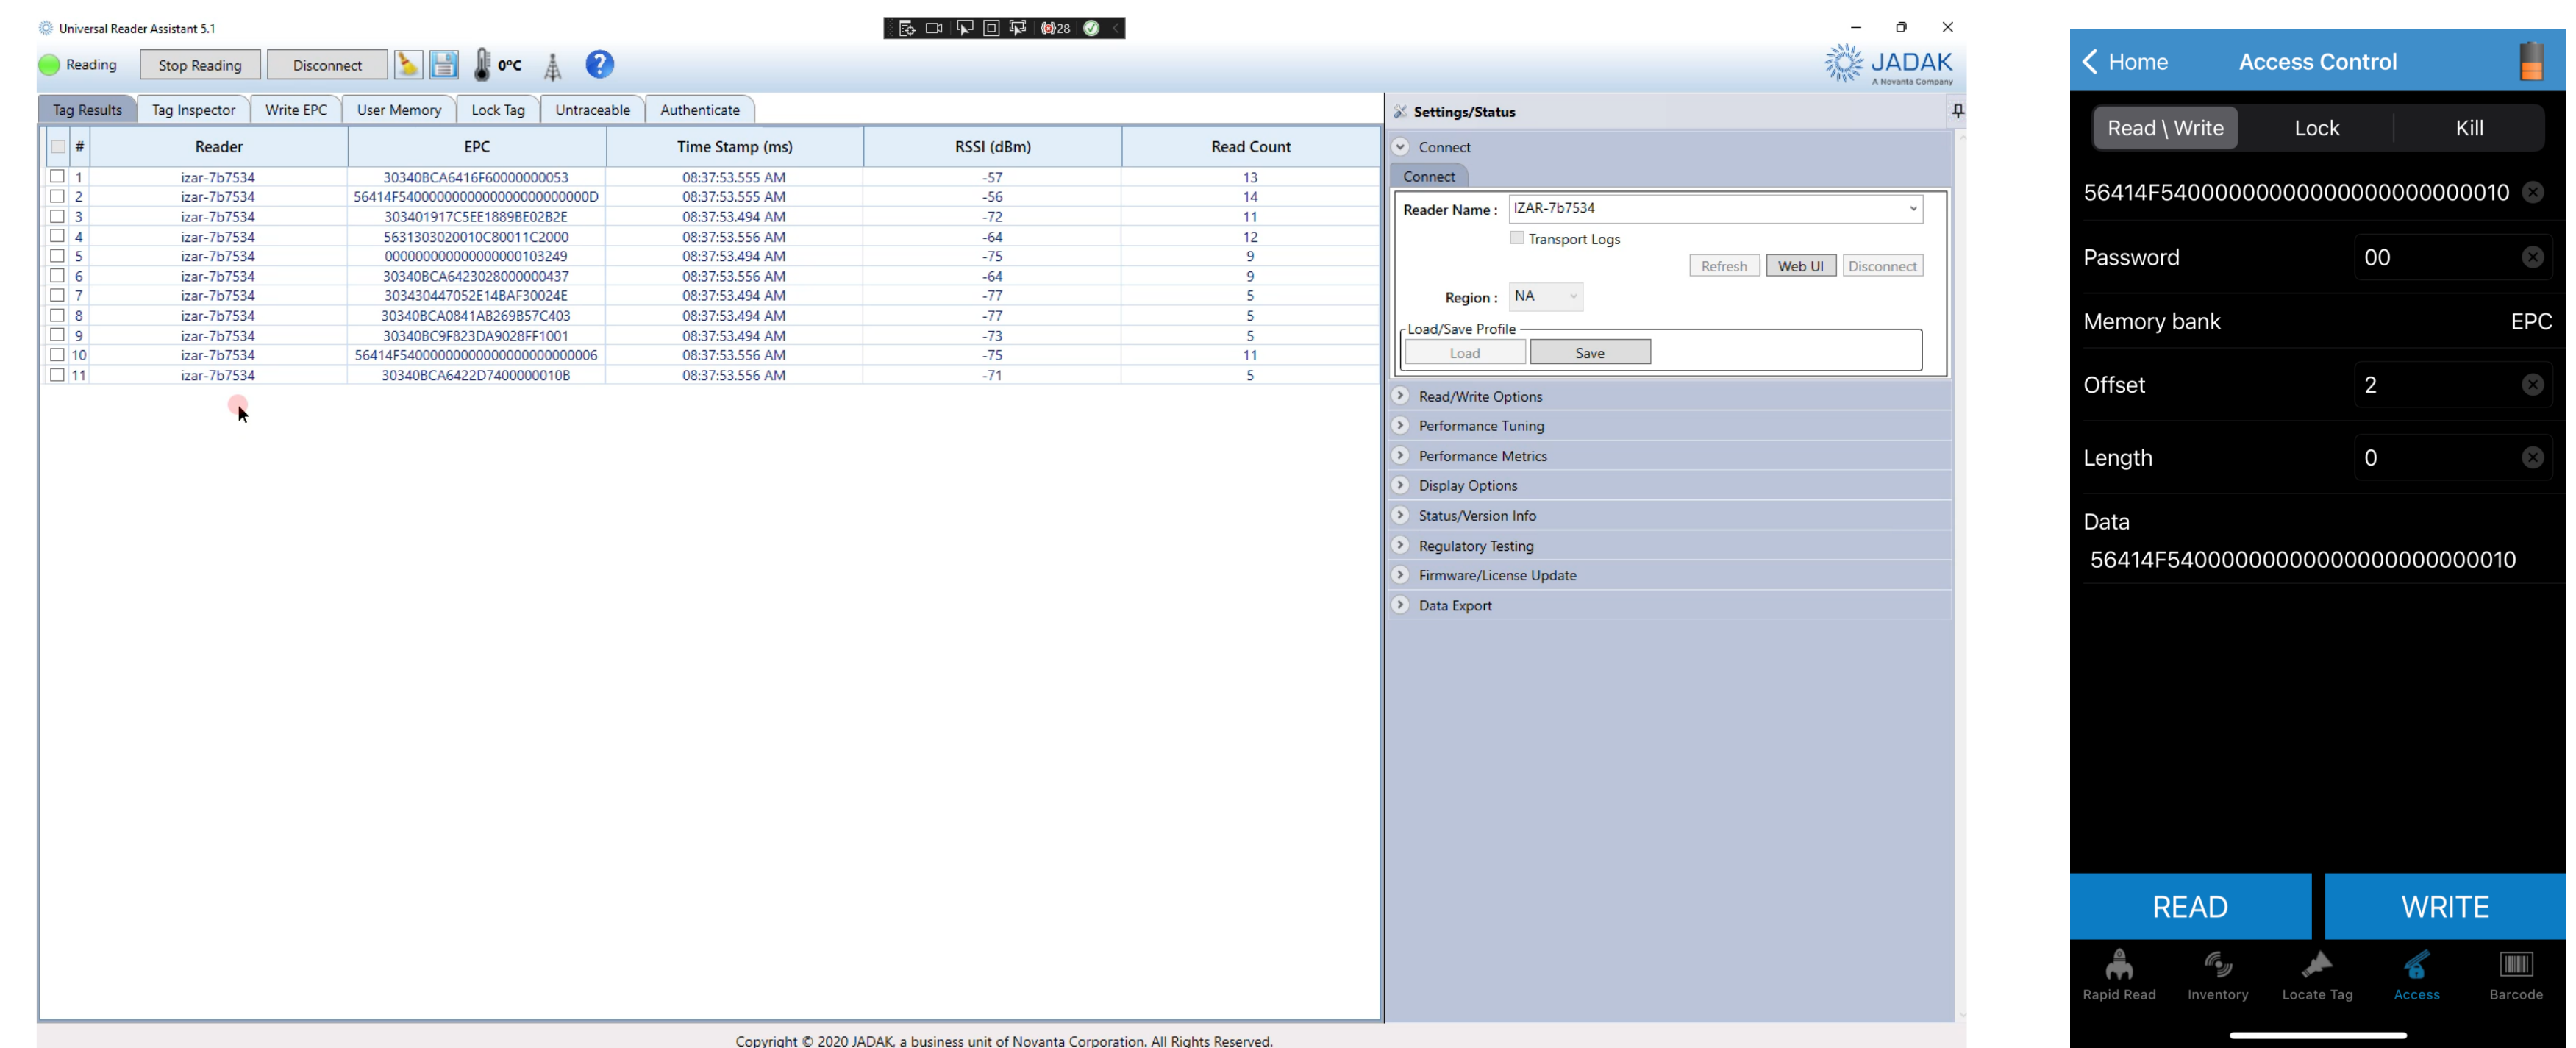 Universal Reader Assistant 5.1
28
Reading
Stop Reading
Disconnect
0°C
?
JADAK
A Novanta Company
Tag Results
Tag Inspector
Write EPC
User Memory
Lock Tag
Untraceable
Authenticate
# Reader EPC Time Stamp (ms) RSSI (dBm) Read Count
1 izar-7b7534 30340BCA6416F60000000053 08:37:53.555 AM -57 13
2 izar-7b7534 56414F5400000000000000000000000D 08:37:53.555 AM -56 14
3 izar-7b7534 303401917C5EE1889BE02B2E 08:37:53.494 AM -72 11
4 izar-7b7534 5631303020010C80011C2000 08:37:53.556 AM -64 12
5 izar-7b7534 000000000000000000103249 08:37:53.494 AM -75 9
6 izar-7b7534 30340BCA6423028000000437 08:37:53.556 AM -64 9
7 izar-7b7534 303430447052E14BAF30024E 08:37:53.494 AM -77 5
8 izar-7b7534 30340BCA0841AB269B57C403 08:37:53.494 AM -77 5
9 izar-7b7534 30340BC9F823DA9028FF1001 08:37:53.494 AM -73 5
10 izar-7b7534 56414F54000000000000000000000006 08:37:53.556 AM -75 11
11 izar-7b7534 30340BCA6422D7400000010B 08:37:53.556 AM -71 5
Settings/Status
Connect
Connect
Reader Name : IZAR-7b7534
Transport Logs
Refresh Web UI Disconnect
Region : NA
Load/Save Profile
Load Save
Read/Write Options
Performance Tuning
Performance Metrics
Display Options
Status/Version Info
Regulatory Testing
Firmware/License Update
Data Export
Copyright © 2020 JADAK, a business unit of Novanta Corporation. All Rights Reserved.
Home Access Control
Read \ Write Lock Kill
56414F54000000000000000000000010
Password 00
Memory bank EPC
Offset 2
Length 0
Data
56414F54000000000000000000000010
READ WRITE
Rapid Read Inventory Locate Tag Access Barcode